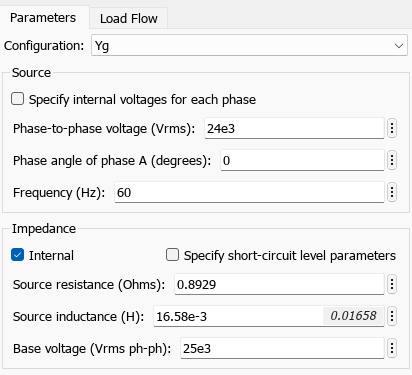 Parameters Load Flow
Configuration: Yg
Source
Specify internal voltages for each phase
Phase-to-phase voltage (Vrms): 24e3
Phase angle of phase A (degrees): 0
Frequency (Hz): 60
Impedance
Internal Specify short-circuit level parameters
Source resistance (Ohms): 0.8929
Source inductance (H): 16.58e-3 0.01658
Base voltage (Vrms ph-ph): 25e3